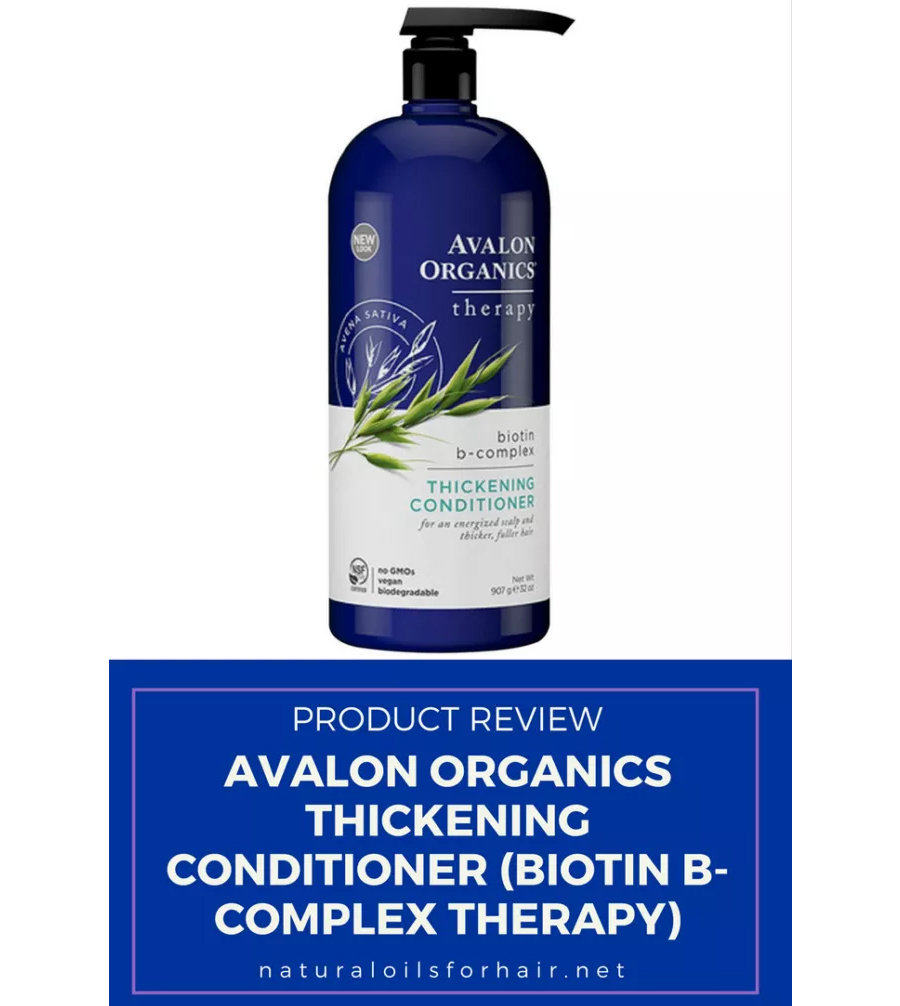 NEW
LOOK
AVALON
ORGANICS®
therapy
AVENA SATIVA
biotin
b-complex
THICKENING
CONDITIONER
for an energized scalp and
thicker, fuller hair
NSF
CERTIFIED
no GMOs
vegan
biodegradable
Net Wt
907 g ℮ 32 oz
PRODUCT REVIEW
AVALON ORGANICS
THICKENING
CONDITIONER (BIOTIN B-
COMPLEX THERAPY)
naturaloilsforhair.net